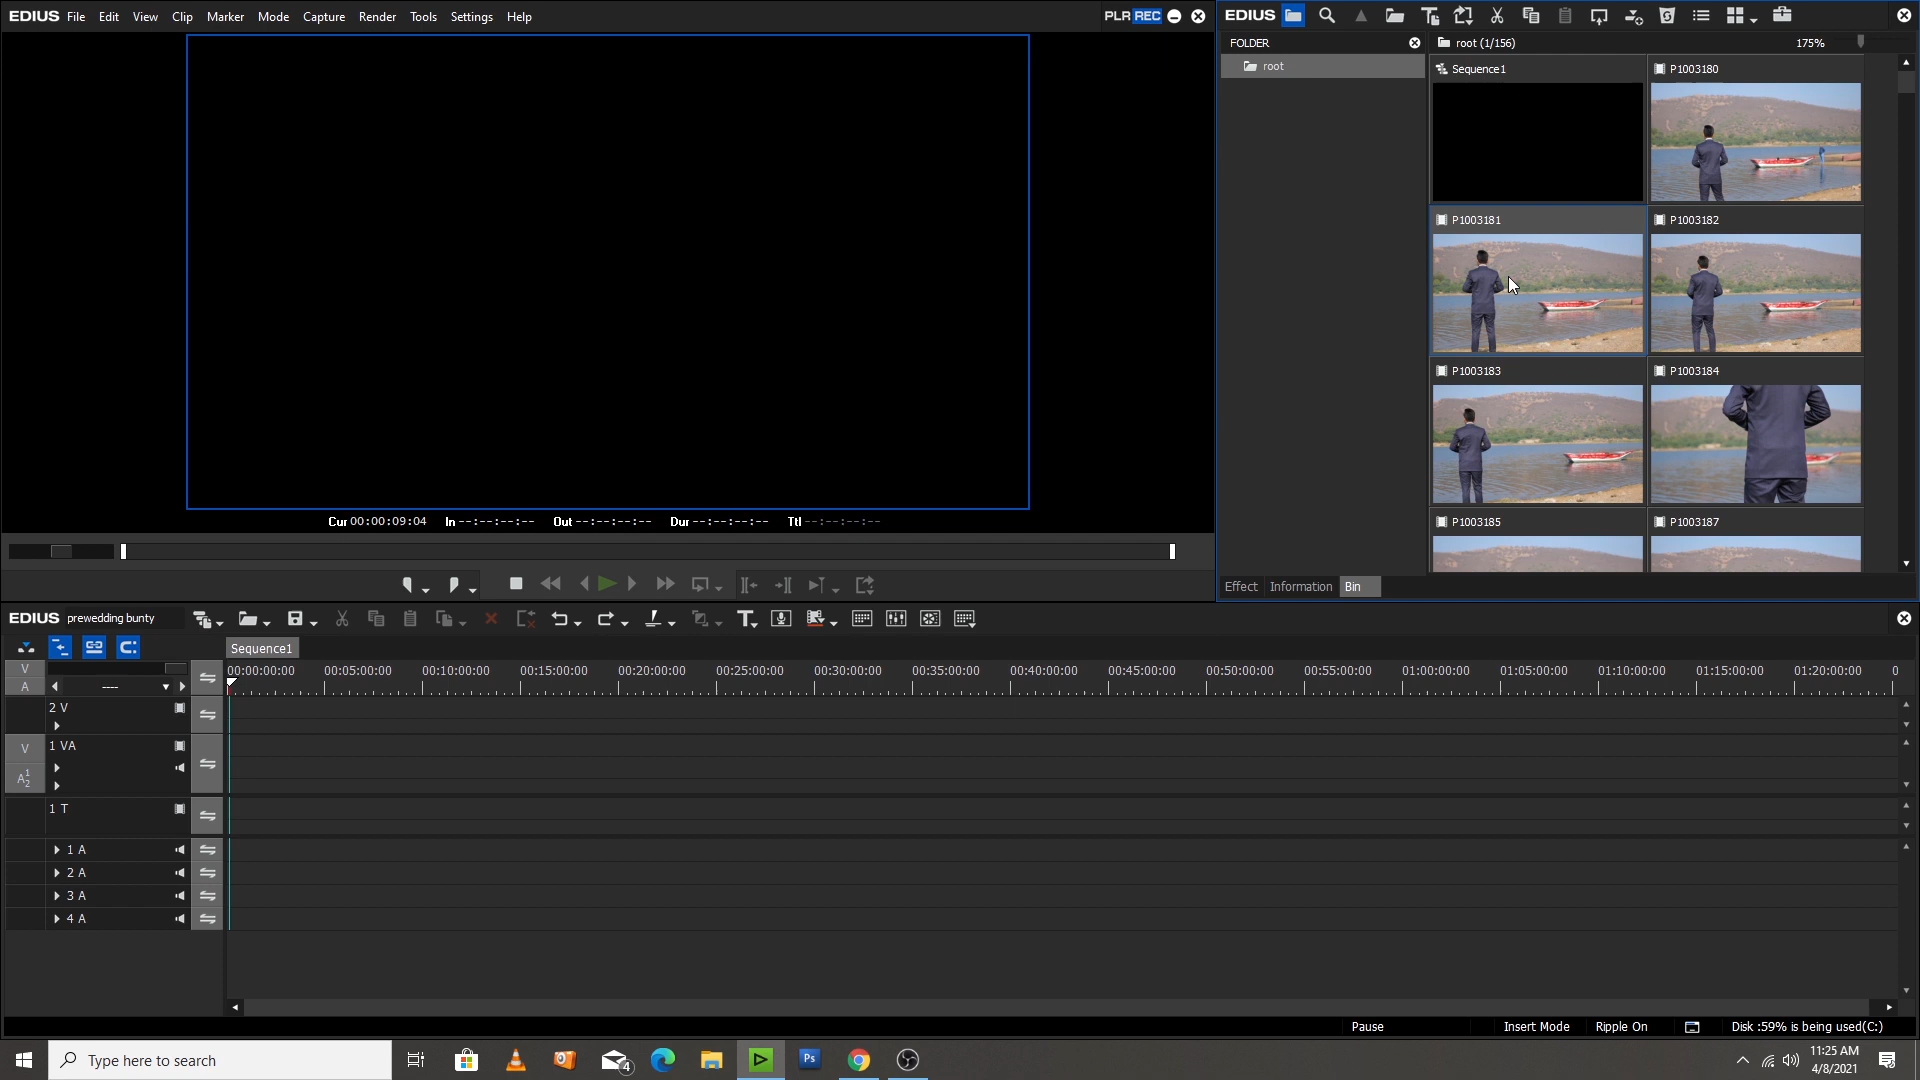 EDIUS File Edit View Clip Marker Mode Capture Render Tools Settings Help PLR REC
EDIUS
FOLDER
root (1/156) 175%
root
Sequence1 P1003180
P1003181 P1003182
P1003183 P1003184
P1003185 P1003187
Cur 00:00:09:04 In --:--:--:-- Out --:--:--:-- Dur --:--:--:-- Ttl --:--:--:--
Effect Information Bin
EDIUS prewedding bunty
Sequence1
V
A ----
00:00:00:00 00:05:00:00 00:10:00:00 00:15:00:00 00:20:00:00 00:25:00:00 00:30:00:00 00:35:00:00 00:40:00:00 00:45:00:00 00:50:00:00 00:55:00:00 01:00:00:00 01:05:00:00 01:10:00:00 01:15:00:00 01:20:00:00 0
2 V
V 1 VA
A 1 2
1 T
1 A
2 A
3 A
4 A
Pause Insert Mode Ripple On Disk :59% is being used(C:)
Type here to search
4
Ps
11:25 AM
4/8/2021